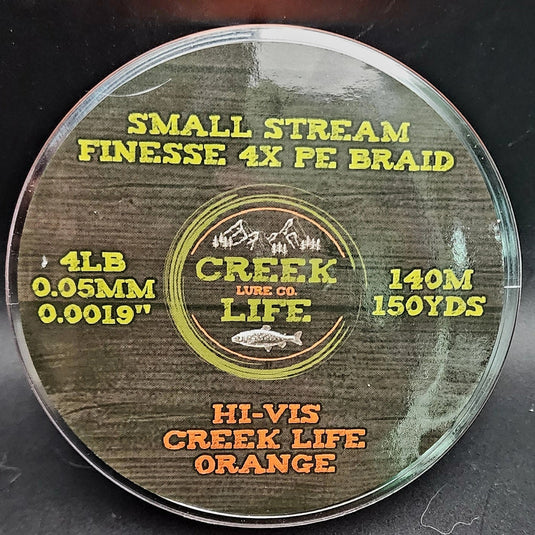 SMALL STREAM
FINESSE 4X PE BRAID
4LB
0.05MM
0.0019"
CREEK
LURE CO.
LIFE
140M
150YDS
HI-VIS
CREEK LIFE
ORANGE